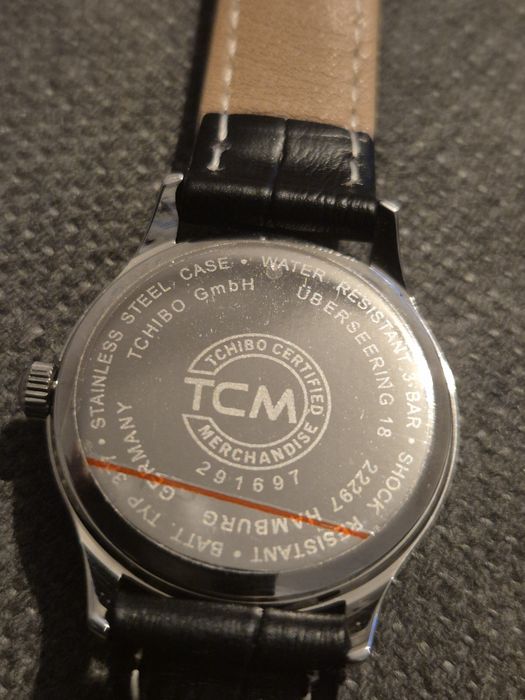 • STAINLESS STEEL CASE • WATER RESISTANT 3 BAR • SHOCK RESISTANT • BATT. TYP
TCHIBO GmbH ÜBERSEERING 18 22297 HAMBURG GERMANY
TCHIBO CERTIFIED
TCM
MERCHANDISE
291697